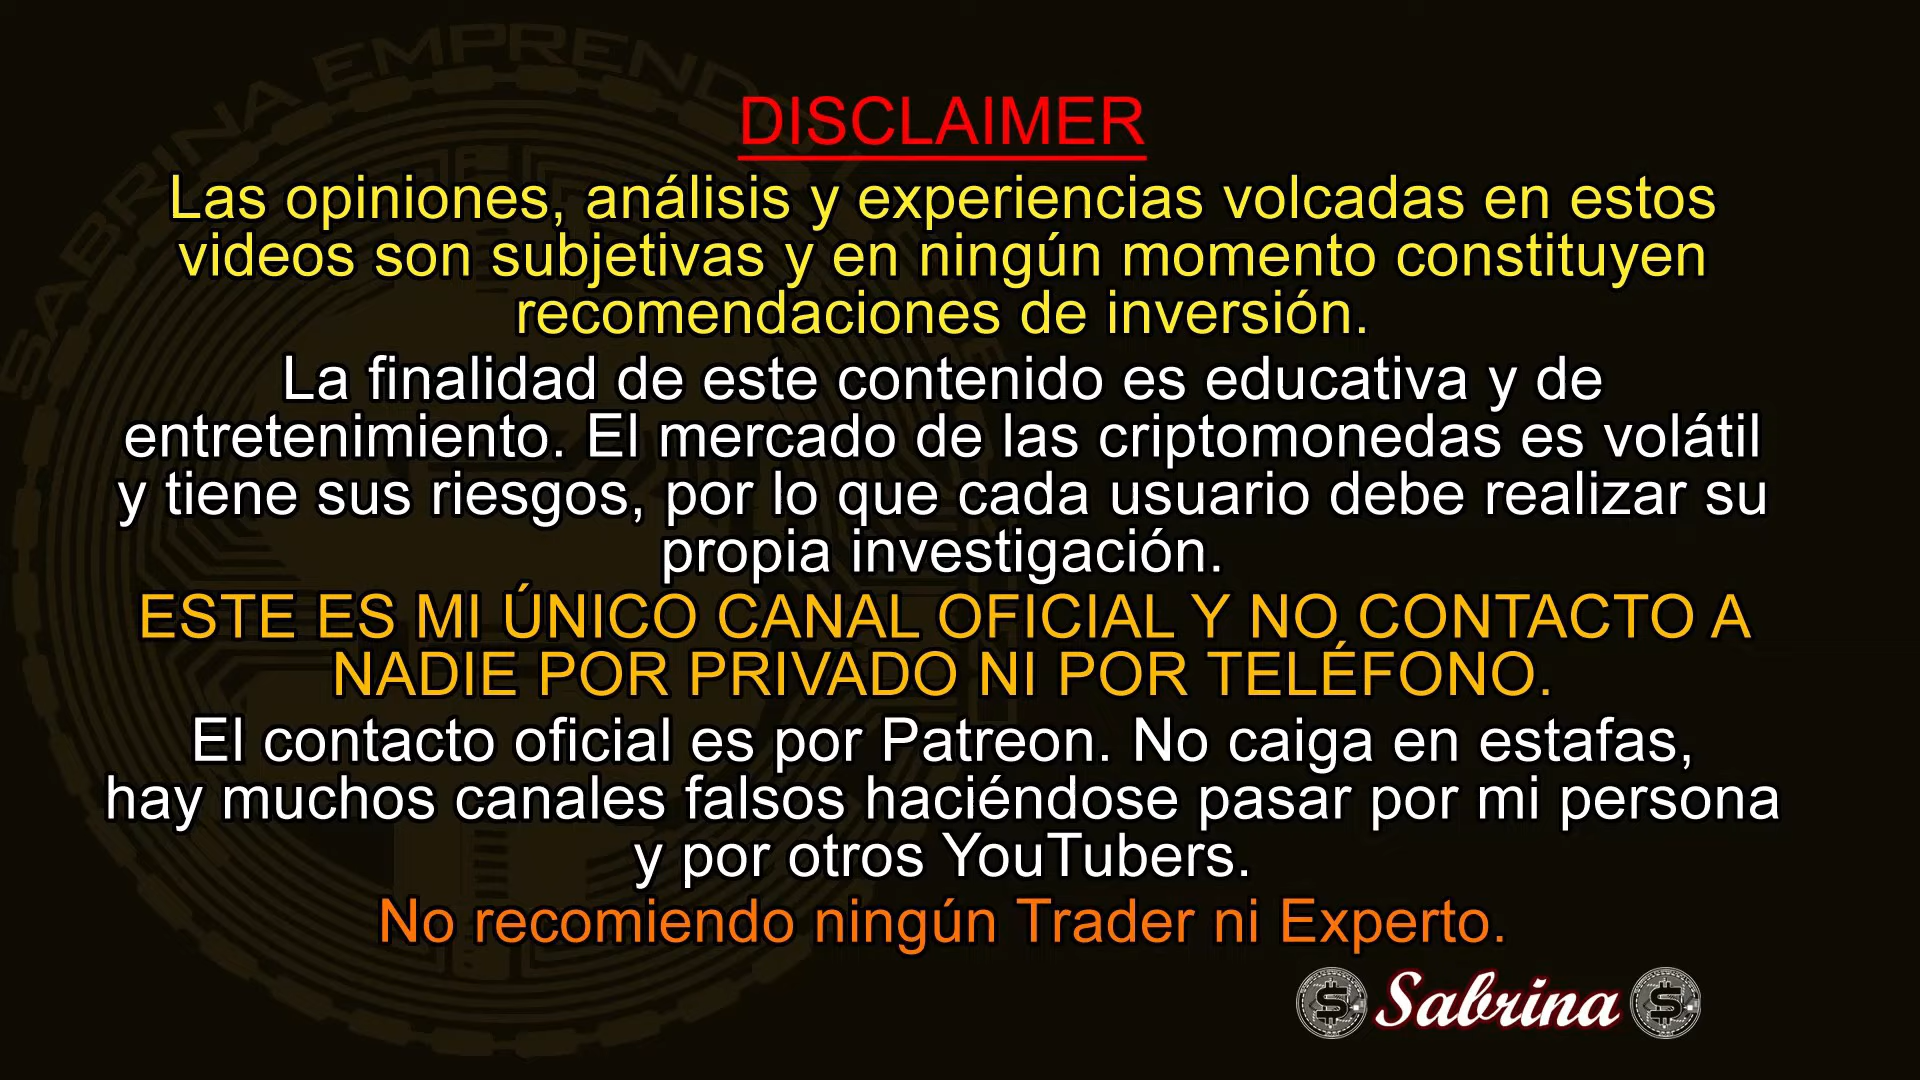 SABRINA EMPREND
DISCLAIMER
Las opiniones, análisis y experiencias volcadas en estos
videos son subjetivas y en ningún momento constituyen
recomendaciones de inversión.
La finalidad de este contenido es educativa y de
entretenimiento. El mercado de las criptomonedas es volátil
y tiene sus riesgos, por lo que cada usuario debe realizar su
propia investigación.
ESTE ES MI ÚNICO CANAL OFICIAL Y NO CONTACTO A
NADIE POR PRIVADO NI POR TELÉFONO.
El contacto oficial es por Patreon. No caiga en estafas,
hay muchos canales falsos haciéndose pasar por mi persona
y por otros YouTubers.
No recomiendo ningún Trader ni Experto.
$ Sabrina $